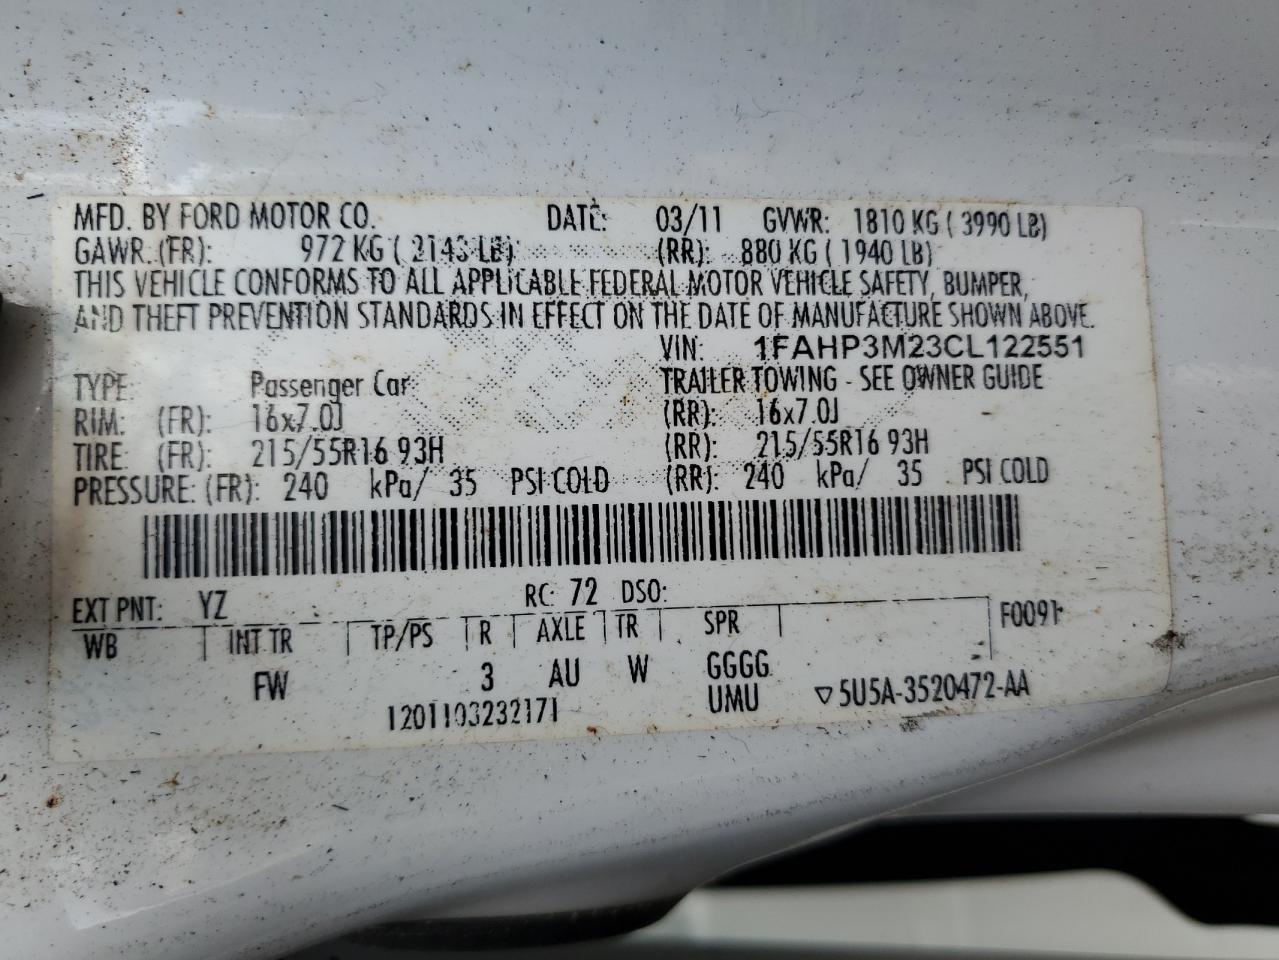 MFD. BY FORD MOTOR CO. DATE: 03/11 GVWR: 1810 KG ( 3990 LB)
GAWR: (FR): 972 KG ( 2143 LB) (RR): 880 KG ( 1940 LB)
THIS VEHICLE CONFORMS TO ALL APPLICABLE FEDERAL MOTOR VEHICLE SAFETY, BUMPER,
AND THEFT PREVENTION STANDARDS IN EFFECT ON THE DATE OF MANUFACTURE SHOWN ABOVE.
VIN: 1FAHP3M23CL122551
TYPE: Passenger Car TRAILER TOWING - SEE OWNER GUIDE
RIM: (FR): 16x7.0J (RR): 16x7.0J
TIRE: (FR): 215/55R16 93H (RR): 215/55R16 93H
PRESSURE: (FR): 240 kPa/ 35 PSI COLD (RR): 240 kPa/ 35 PSI COLD
EXT PNT: YZ RC: 72 DSO:
WB INT TR TP/PS R AXLE TR SPR F0091
FW 3 AU W GGGG
1201103232171 UMU ▽5U5A-3520472-AA